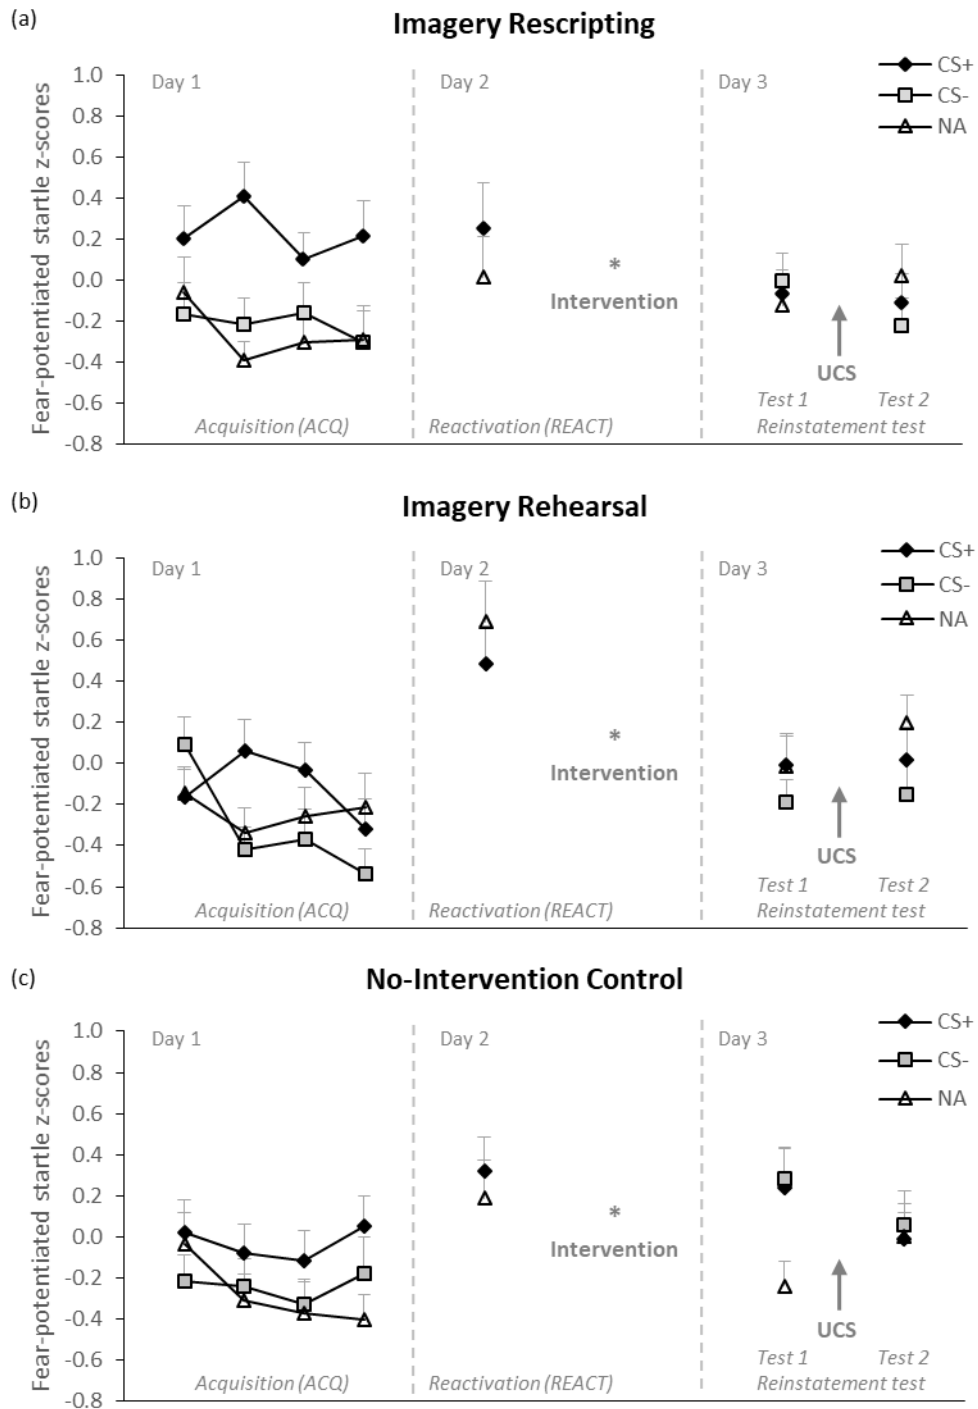 (a)
Imagery Rescripting
Fear-potentiated startle z-scores
1.0
0.8
0.6
0.4
0.2
0.0
-0.2
-0.4
-0.6
-0.8
Day 1
Day 2
Day 3
CS+
CS-
NA
*
Intervention
UCS
Test 1
Test 2
Acquisition (ACQ)
Reactivation (REACT)
Reinstatement test
(b)
Imagery Rehearsal
Fear-potentiated startle z-scores
1.0
0.8
0.6
0.4
0.2
0.0
-0.2
-0.4
-0.6
-0.8
Day 1
Day 2
Day 3
CS+
CS-
NA
*
Intervention
UCS
Test 1
Test 2
Acquisition (ACQ)
Reactivation (REACT)
Reinstatement test
(c)
No-Intervention Control
Fear-potentiated startle z-scores
1.0
0.8
0.6
0.4
0.2
0.0
-0.2
-0.4
-0.6
-0.8
Day 1
Day 2
Day 3
CS+
CS-
NA
*
Intervention
UCS
Test 1
Test 2
Acquisition (ACQ)
Reactivation (REACT)
Reinstatement test